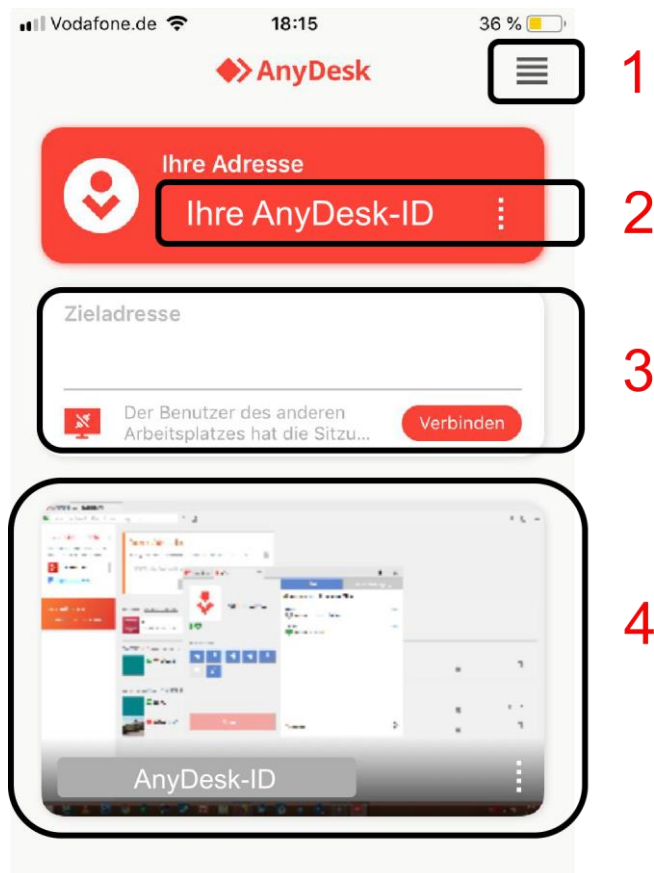 Vodafone.de 18:15 36 %
AnyDesk
1
Ihre Adresse
Ihre AnyDesk-ID
2
Zieladresse
3
Der Benutzer des anderen
Arbeitsplatzes hat die Sitzu...
Verbinden
4
AnyDesk-ID